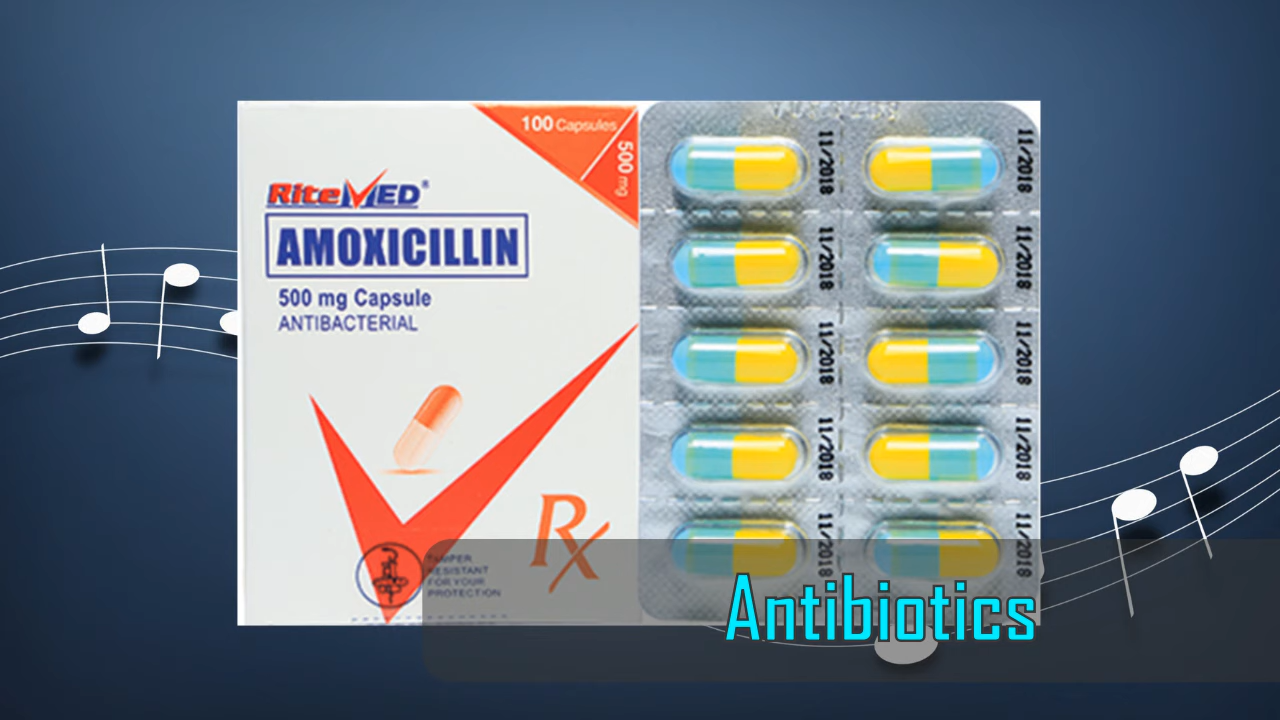 100 Capsules
500 mg
RiteMED®
AMOXICILLIN
500 mg Capsule
ANTIBACTERIAL
Rx
TAMPER
RESISTANT
FOR YOUR
PROTECTION
11/2018
11/2018
11/2018
11/2018
11/2018
11/2018
11/2018
11/2018
11/2018
11/2018
Antibiotics